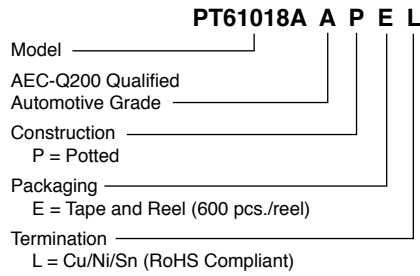 PT61018A A P E L
Model
AEC-Q200 Qualified
Automotive Grade
Construction
P = Potted
Packaging
E = Tape and Reel (600 pcs./reel)
Termination
L = Cu/Ni/Sn (RoHS Compliant)